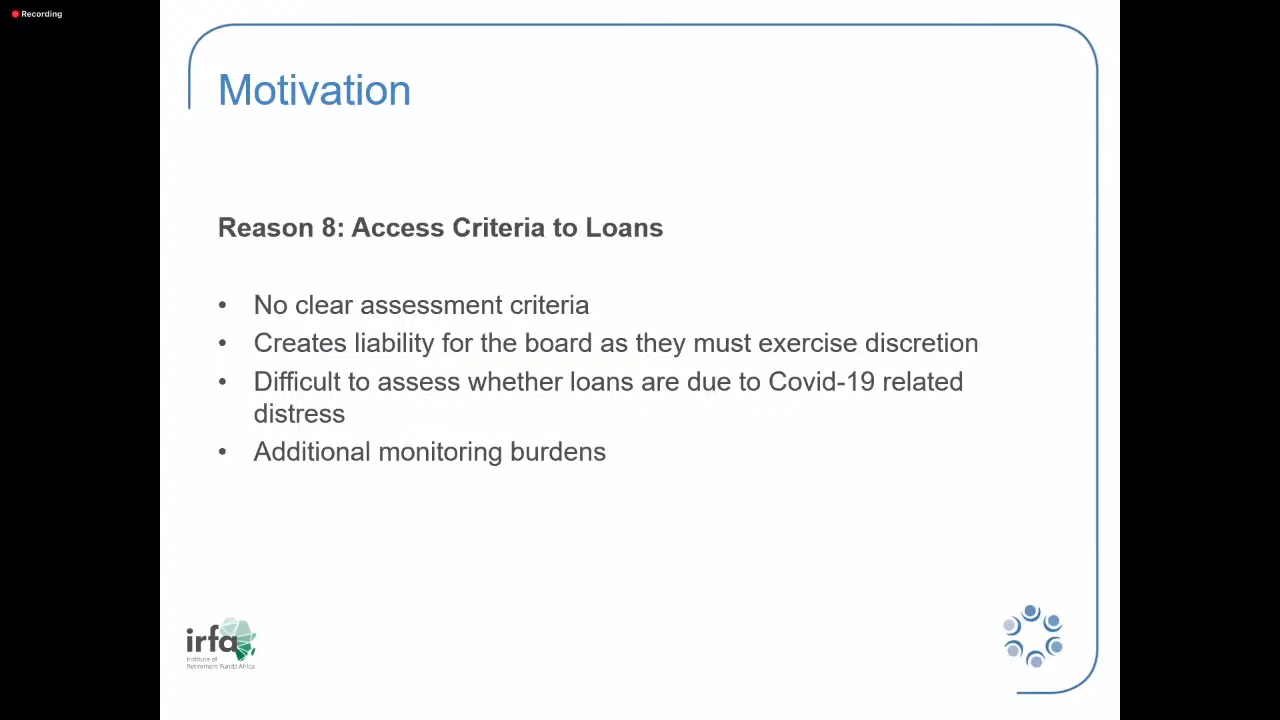 Recording
Motivation
Reason 8: Access Criteria to Loans
• No clear assessment criteria
• Creates liability for the board as they must exercise discretion
• Difficult to assess whether loans are due to Covid-19 related
distress
• Additional monitoring burdens
irfa
Institute of
Retirement Funds Africa